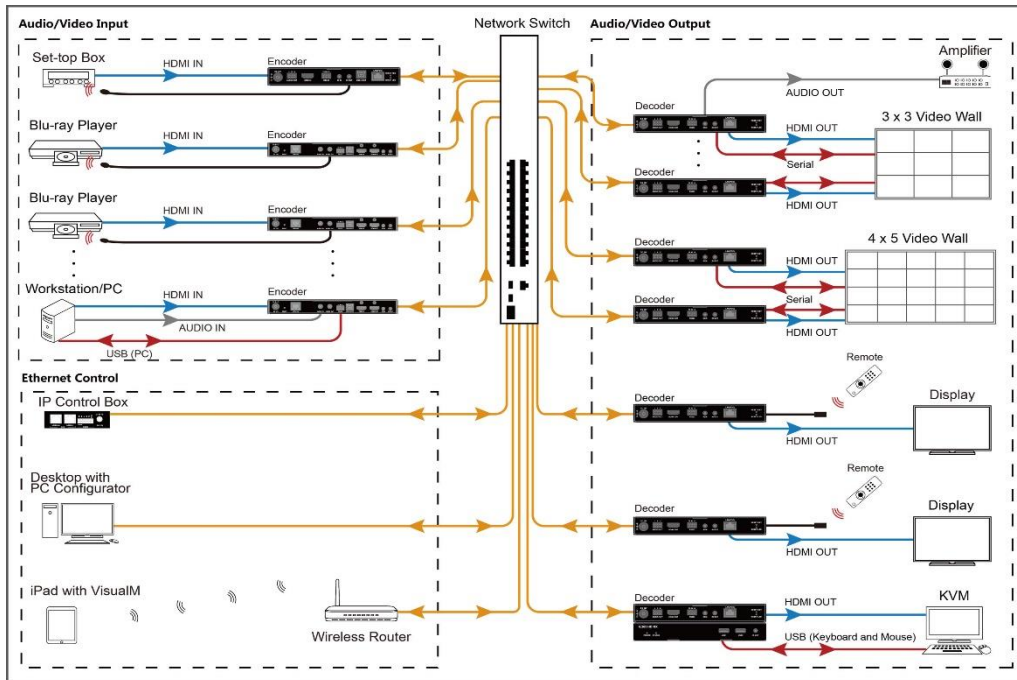 Audio/Video Input
Network Switch
Audio/Video Output
Set-top Box
HDMI IN
Encoder
Blu-ray Player
HDMI IN
Encoder
Blu-ray Player
HDMI IN
Encoder
Workstation/PC
HDMI IN
Encoder
AUDIO IN
USB (PC)
Ethernet Control
IP Control Box
Desktop with
PC Configurator
iPad with VisualM
Wireless Router
Amplifier
AUDIO OUT
Decoder
HDMI OUT
3 x 3 Video Wall
Serial
Decoder
HDMI OUT
4 x 5 Video Wall
Decoder
HDMI OUT
Serial
Decoder
HDMI OUT
Remote
Decoder
Display
HDMI OUT
Remote
Decoder
Display
HDMI OUT
Decoder
HDMI OUT
KVM
USB (Keyboard and Mouse)